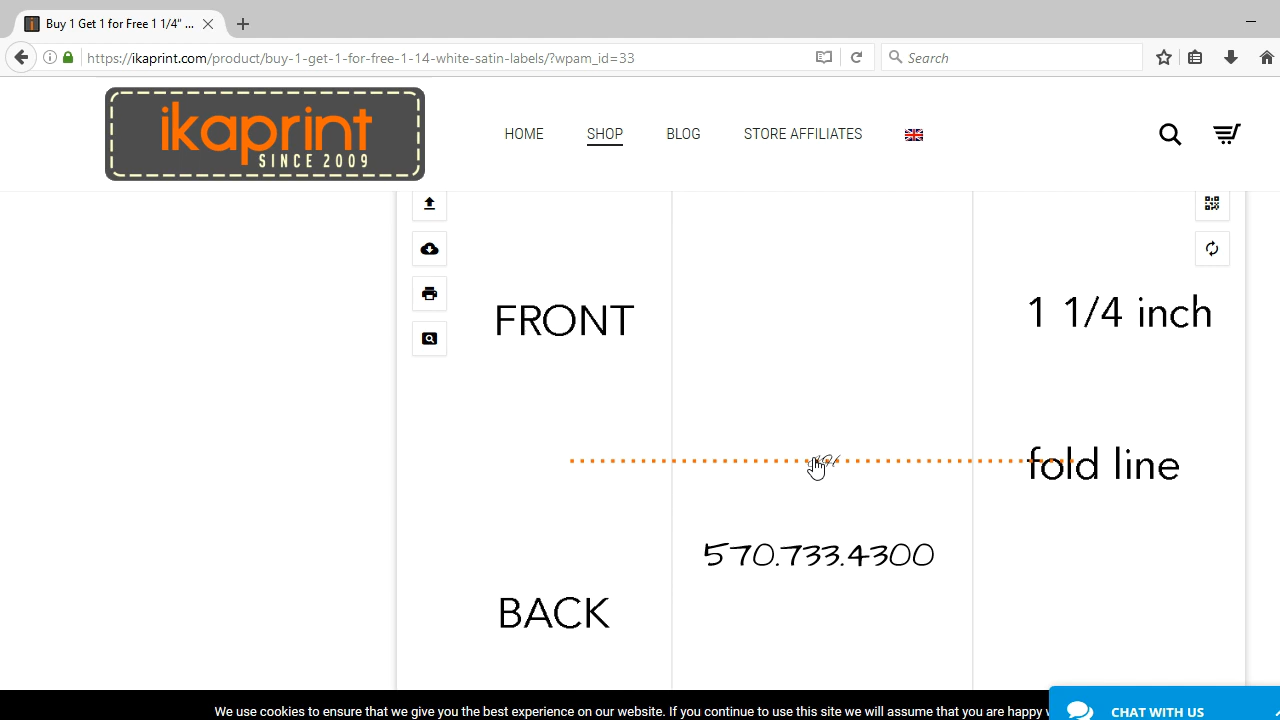 Buy 1 Get 1 for Free 1 1/4" ...
https://ikaprint.com/product/buy-1-get-1-for-free-1-14-white-satin-labels/?wpam_id=33
Search
ikaprint
SINCE 2009
HOME
SHOP
BLOG
STORE AFFILIATES
FRONT
1 1/4 inch
fold line
570.733.4300
BACK
We use cookies to ensure that we give you the best experience on our website. If you continue to use this site we will assume that you are happy
CHAT WITH US